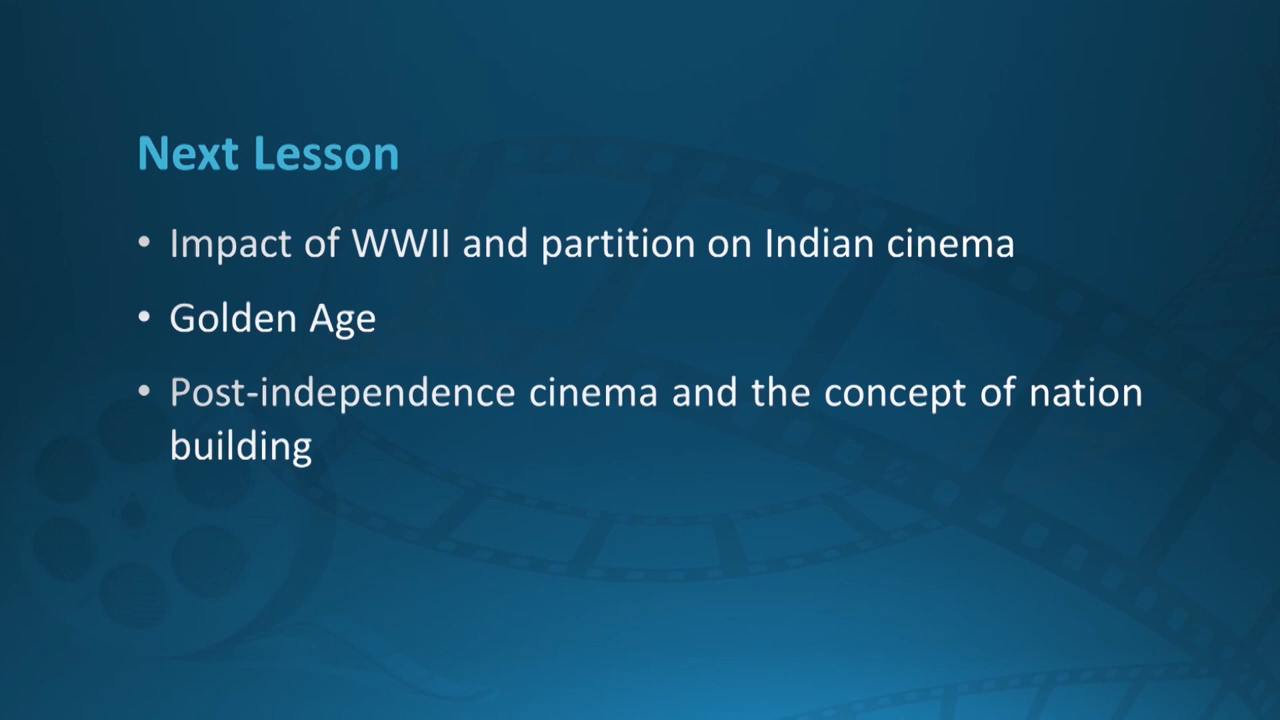 Next Lesson
• Impact of WWII and partition on Indian cinema
• Golden Age
• Post-independence cinema and the concept of nation
building